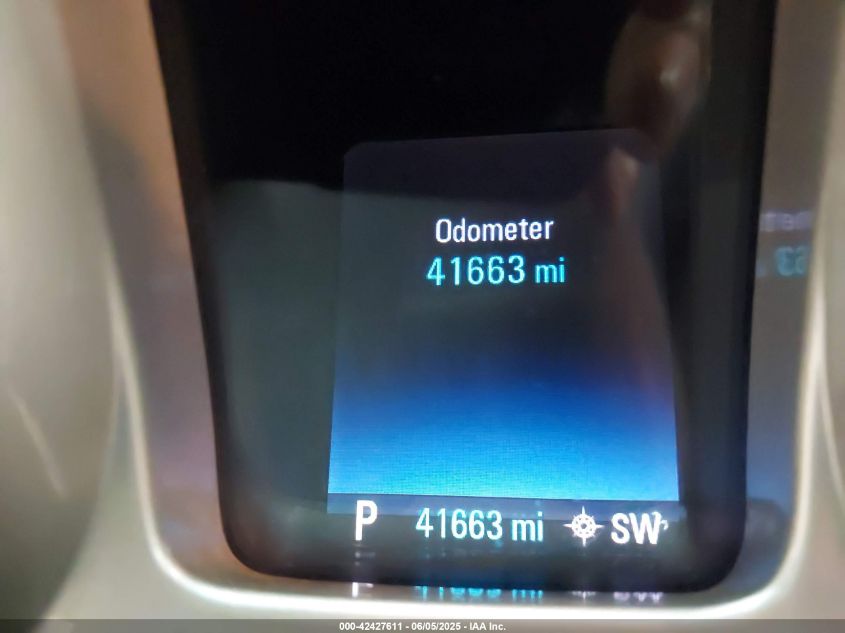 Odometer
41663 mi
P 41663 mi SW
000-42427611 - 06/05/2025 - IAA Inc.